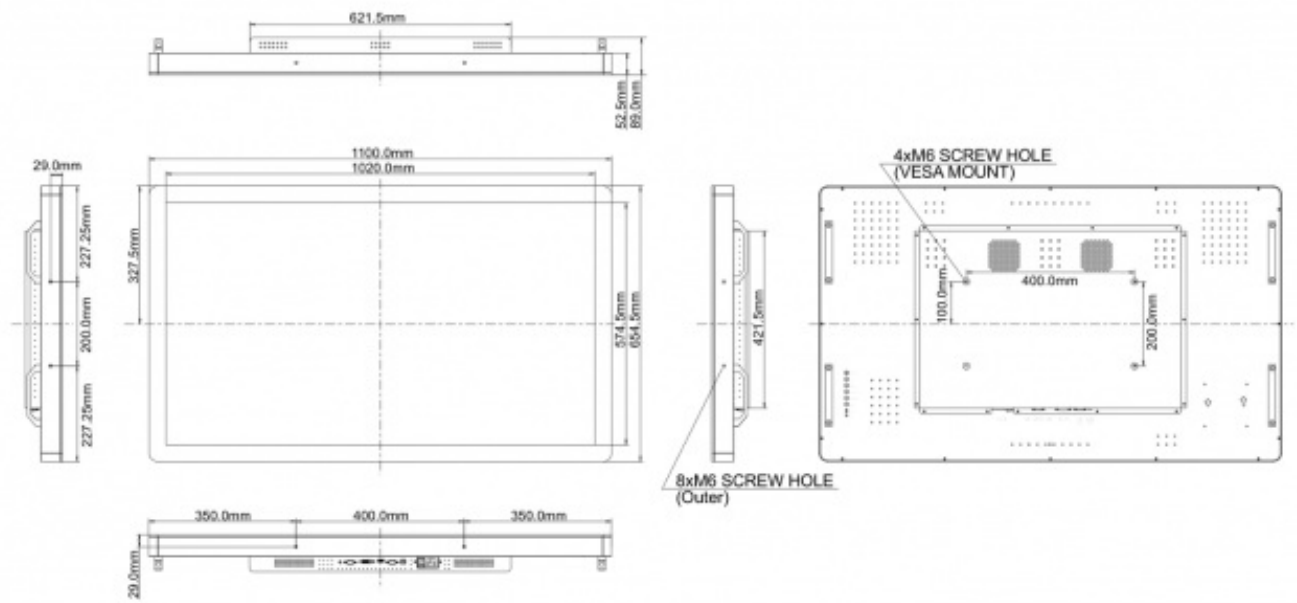 621.5mm
52.5mm
89.0mm
1100.0mm
1020.0mm
29.0mm
227.25mm
200.0mm
227.25mm
327.5mm
574.5mm
654.5mm
421.5mm
4xM6 SCREW HOLE
(VESA MOUNT)
400.0mm
100.0mm
200.0mm
8xM6 SCREW HOLE
(Outer)
350.0mm
400.0mm
350.0mm
29.0mm